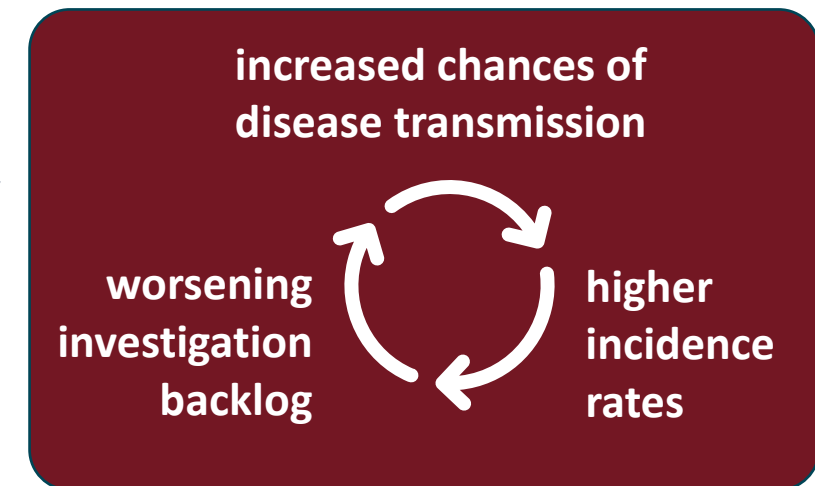 increased chances of
disease transmission
worsening
investigation
backlog
higher
incidence
rates